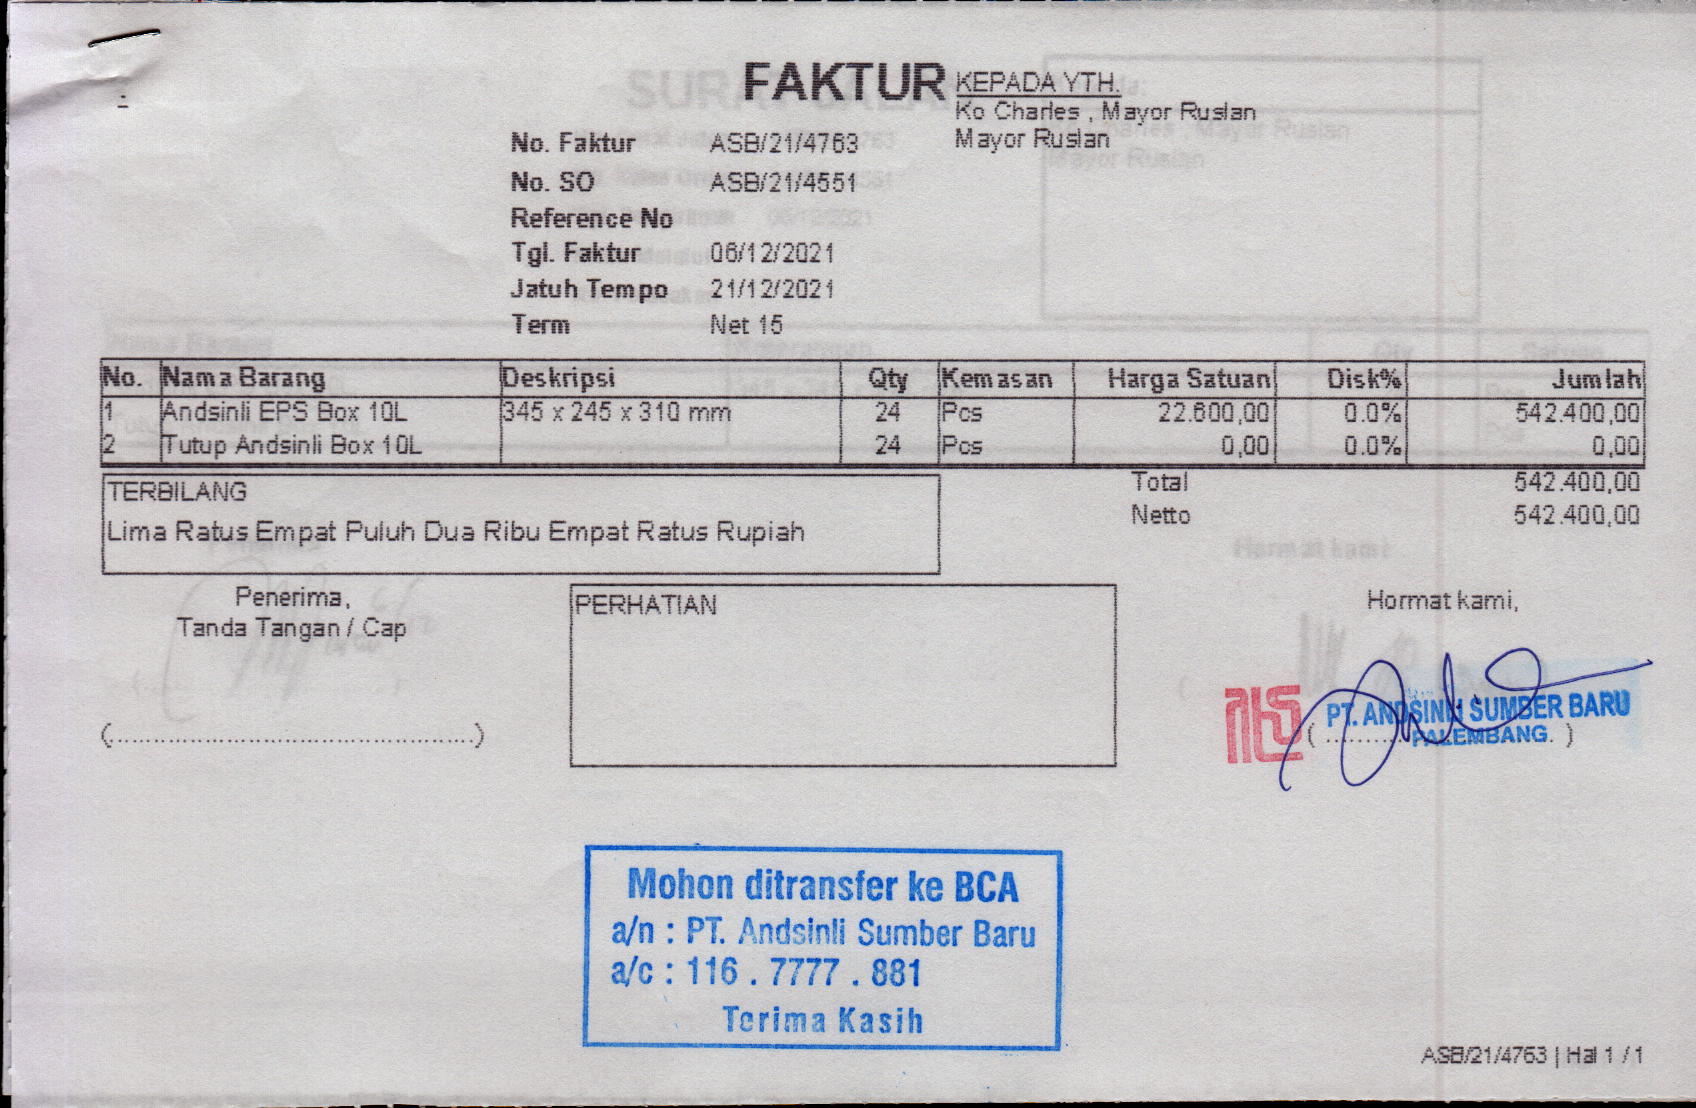 FAKTUR
KEPADA YTH.
Ko Charles , Mayor Ruslan
Mayor Ruslan
No. Faktur ASB/21/4763
No. SO ASB/21/4551
Reference No
Tgl. Faktur 06/12/2021
Jatuh Tempo 21/12/2021
Term Net 15
No. Nama Barang Deskripsi Qty Kemasan Harga Satuan Disk% Jumlah
1 Andsinli EPS Box 10L 345 x 245 x 310 mm 24 Pcs 22.600,00 0.0% 542.400,00
2 Tutup Andsinli Box 10L 24 Pcs 0,00 0.0% 0,00
TERBILANG
Lima Ratus Empat Puluh Dua Ribu Empat Ratus Rupiah
Total 542.400,00
Netto 542.400,00
Penerima,
Tanda Tangan / Cap
(.................................................)
PERHATIAN
Hormat kami,
PT. ANDSINLI SUMBER BARU
PALEMBANG
Mohon ditransfer ke BCA
a/n : PT. Andsinli Sumber Baru
a/c : 116 . 7777 . 881
Terima Kasih
ASB/21/4763 | Hal 1 / 1